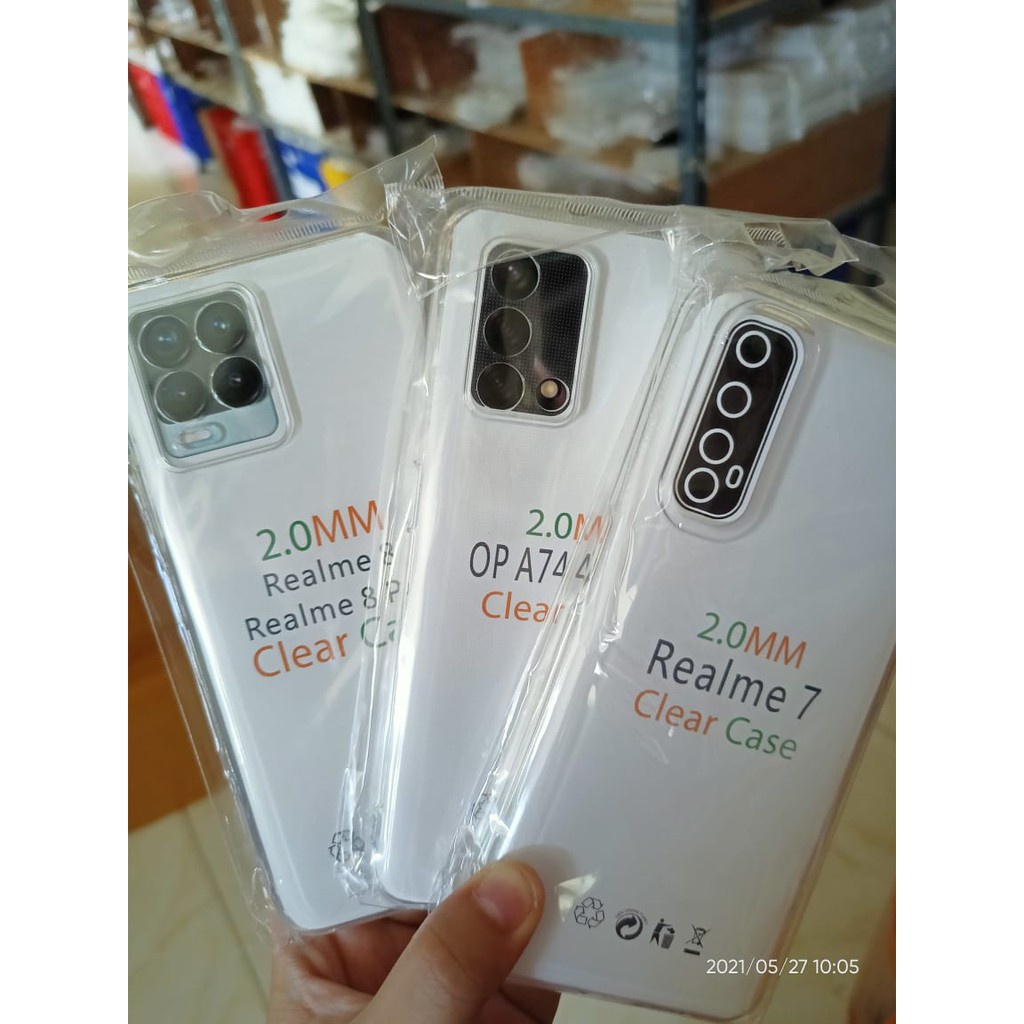 2.0MM
Realme 8
Realme 8 P
Clear Ca
2.0M
OP A74 4
Clear
2.0MM
Realme 7
Clear Case
2021/05/27 10:05